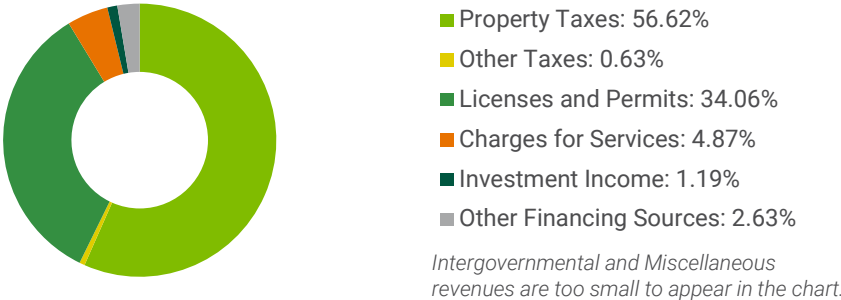 Property Taxes: 56.62%
Other Taxes: 0.63%
Licenses and Permits: 34.06%
Charges for Services: 4.87%
Investment Income: 1.19%
Other Financing Sources: 2.63%
Intergovernmental and Miscellaneous
revenues are too small to appear in the chart.